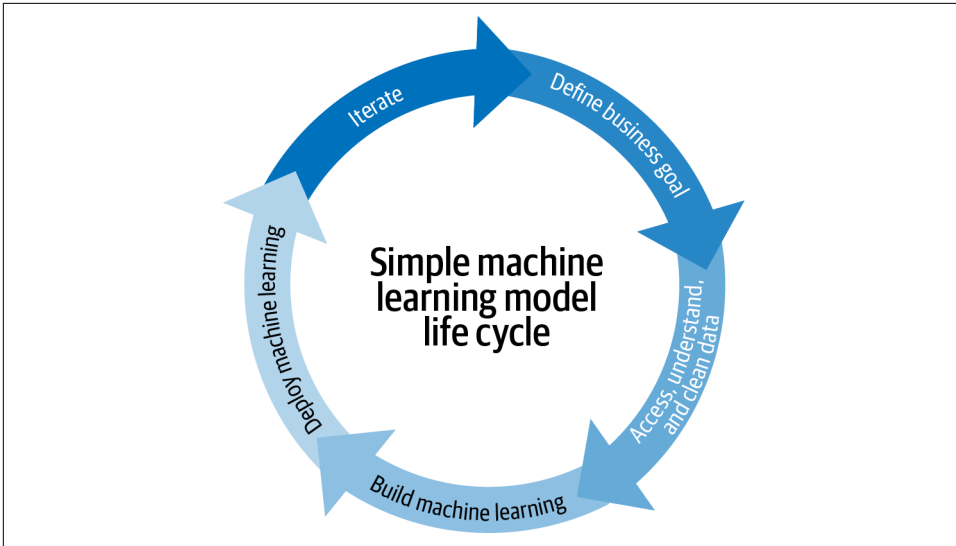 Iterate
Define business goal
Access, understand,
and clean data
Build machine learning
Deploy machine learning
Simple machine
learning model
life cycle